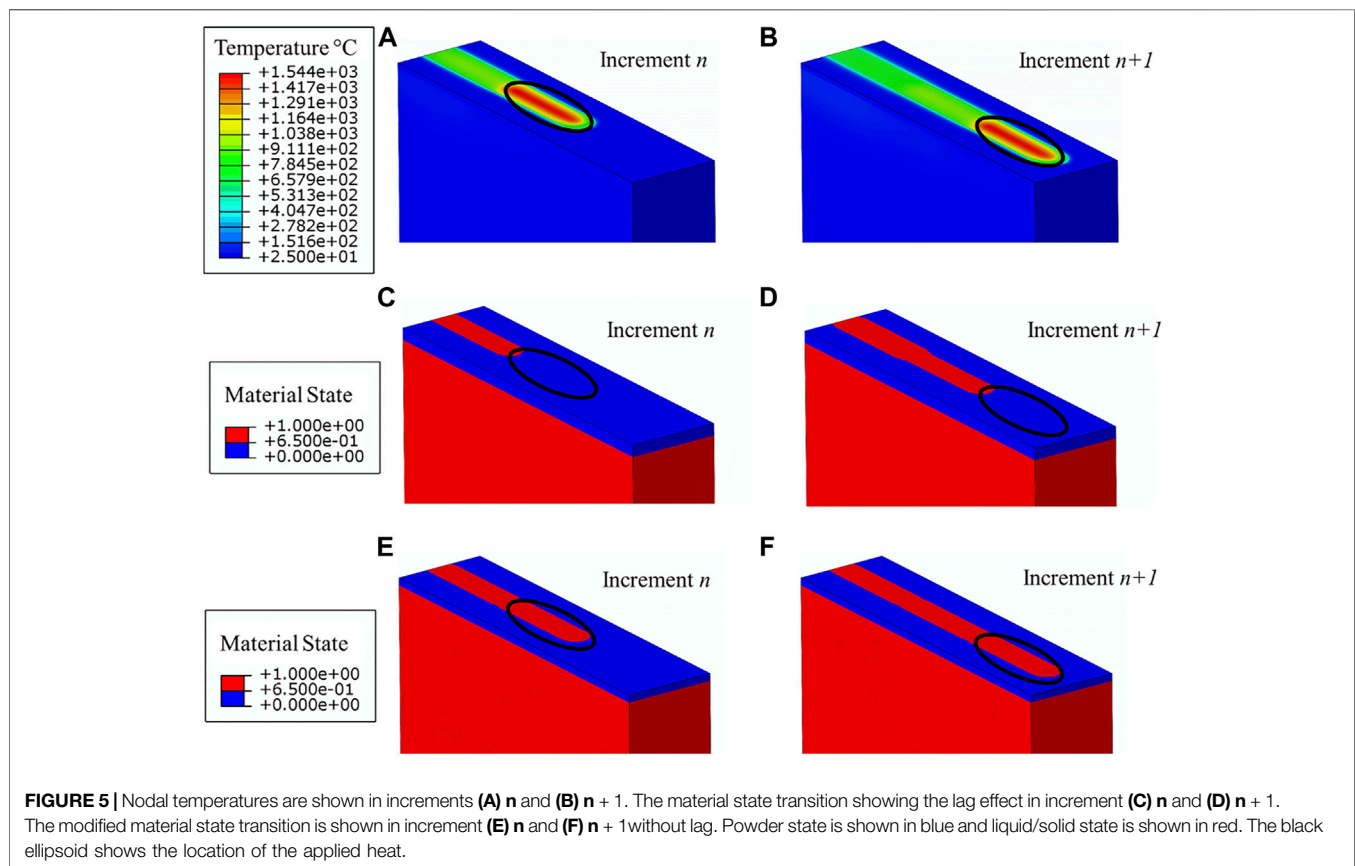 Temperature °C
+1.544e+03
+1.417e+03
+1.291e+03
+1.164e+03
+1.038e+03
+9.111e+02
+7.845e+02
+6.579e+02
+5.313e+02
+4.047e+02
+2.782e+02
+1.516e+02
+2.500e+01
A
Increment n
B
Increment n+1
C
Increment n
D
Increment n+1
Material State
+1.000e+00
+6.500e-01
+0.000e+00
E
Increment n
F
Increment n+1
Material State
+1.000e+00
+6.500e-01
+0.000e+00
FIGURE 5 | Nodal temperatures are shown in increments (A) n and (B) n + 1. The material state transition showing the lag effect in increment (C) n and (D) n + 1.
The modified material state transition is shown in increment (E) n and (F) n + 1without lag. Powder state is shown in blue and liquid/solid state is shown in red. The black
ellipsoid shows the location of the applied heat.